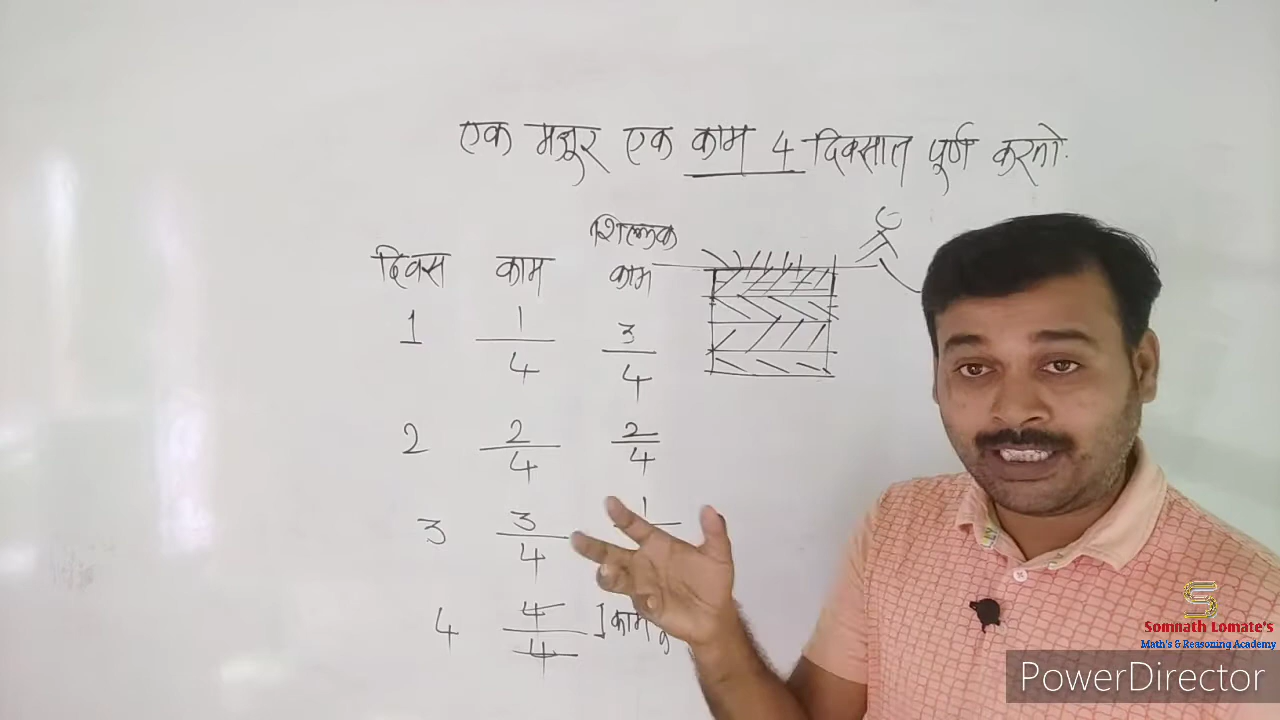 एक मजूर एक काम 4 दिवसात पूर्ण करतो.
दिवस काम शिल्लक काम
1 1/4 3/4
2 2/4 2/4
3 3/4 1
4 4/4 1 काम
Somnath Lomate's
Math's & Reasoning Academy
PowerDirector